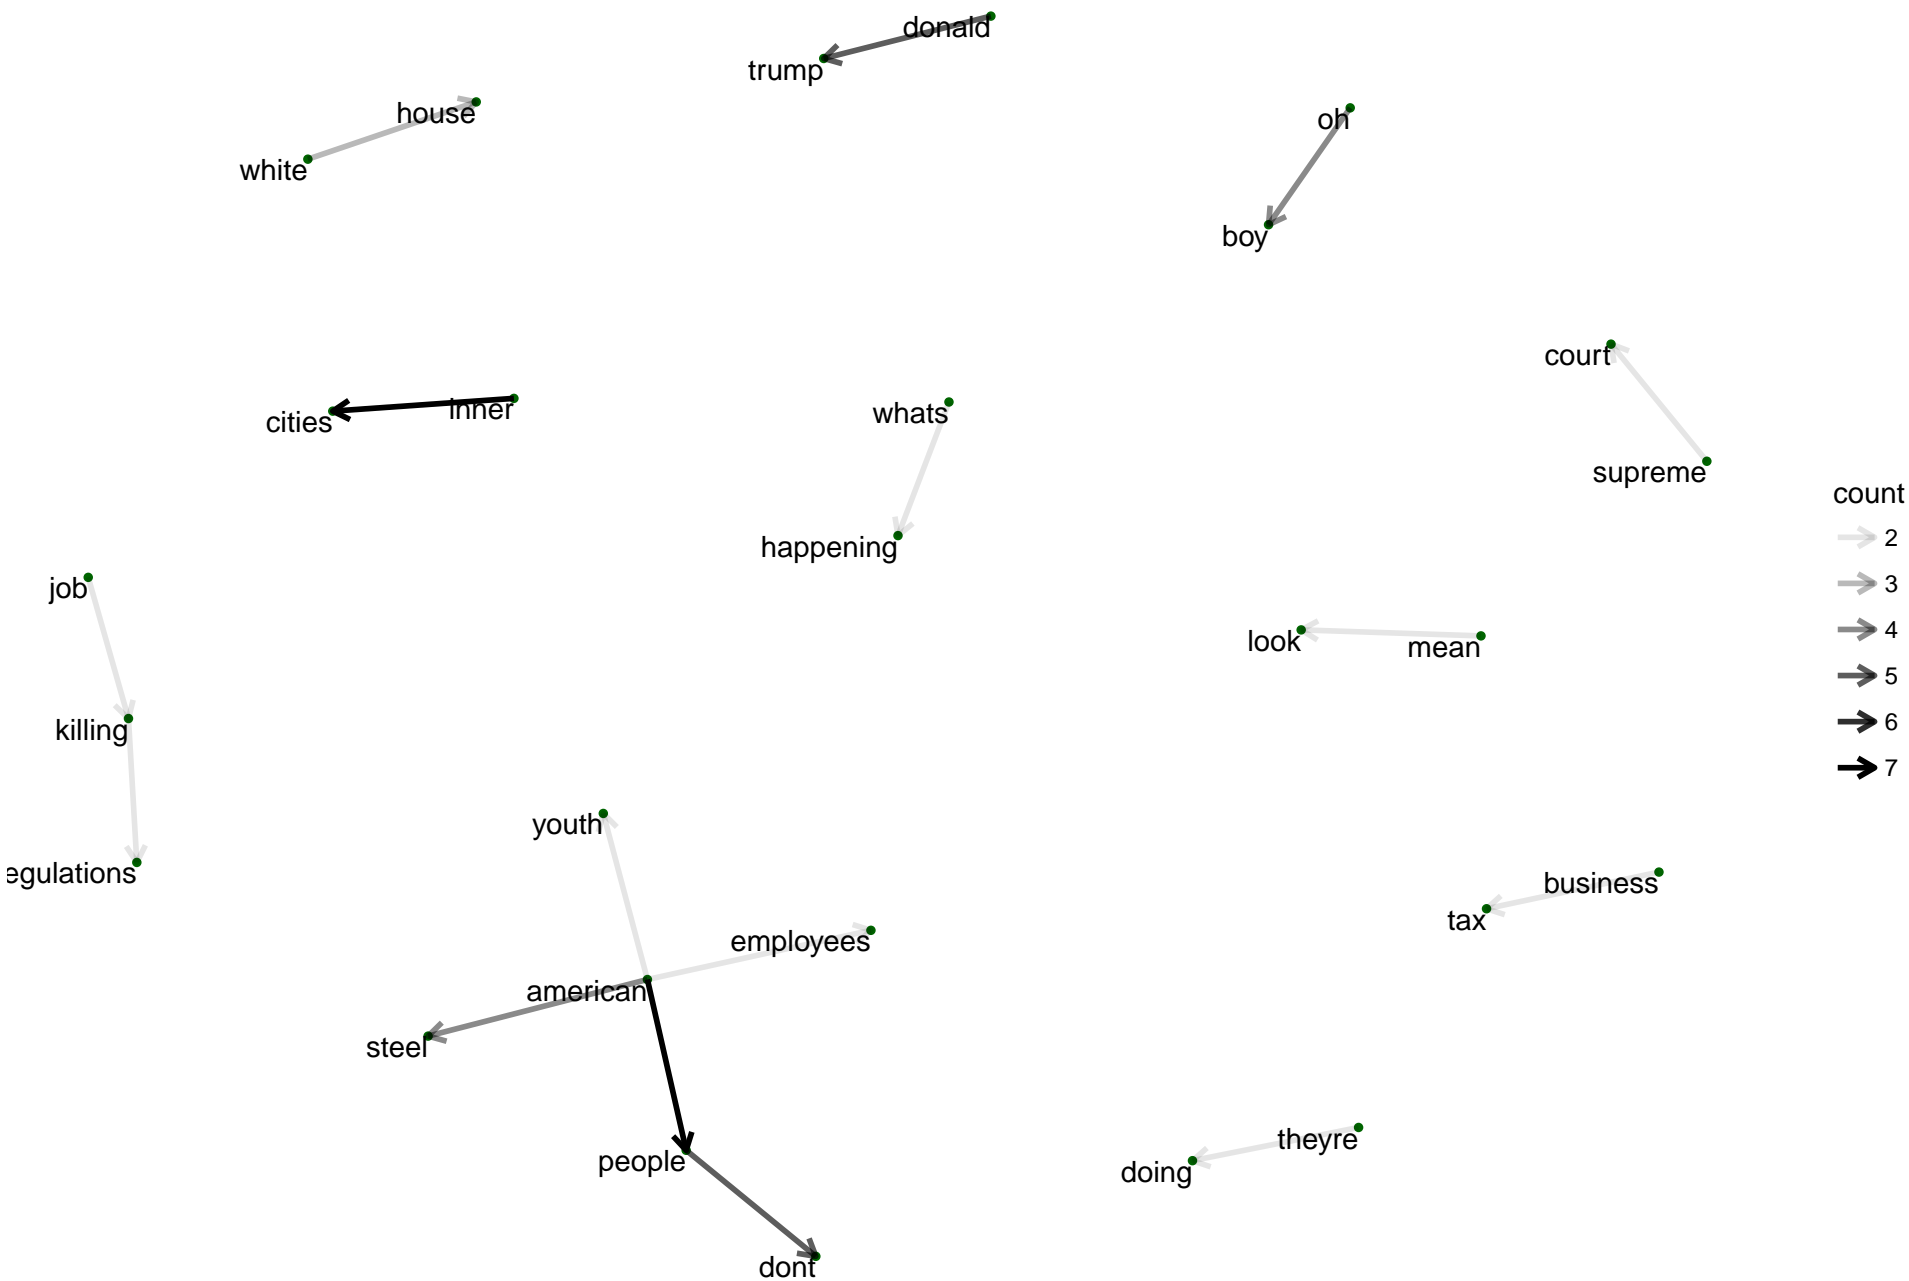 donald
trump
house
white
oh
boy
court
supreme
inner
cities
whats
happening
count
2
3
4
5
6
7
job
killing
egulations
look
mean
youth
employees
american
steel
people
dont
business
tax
theyre
doing